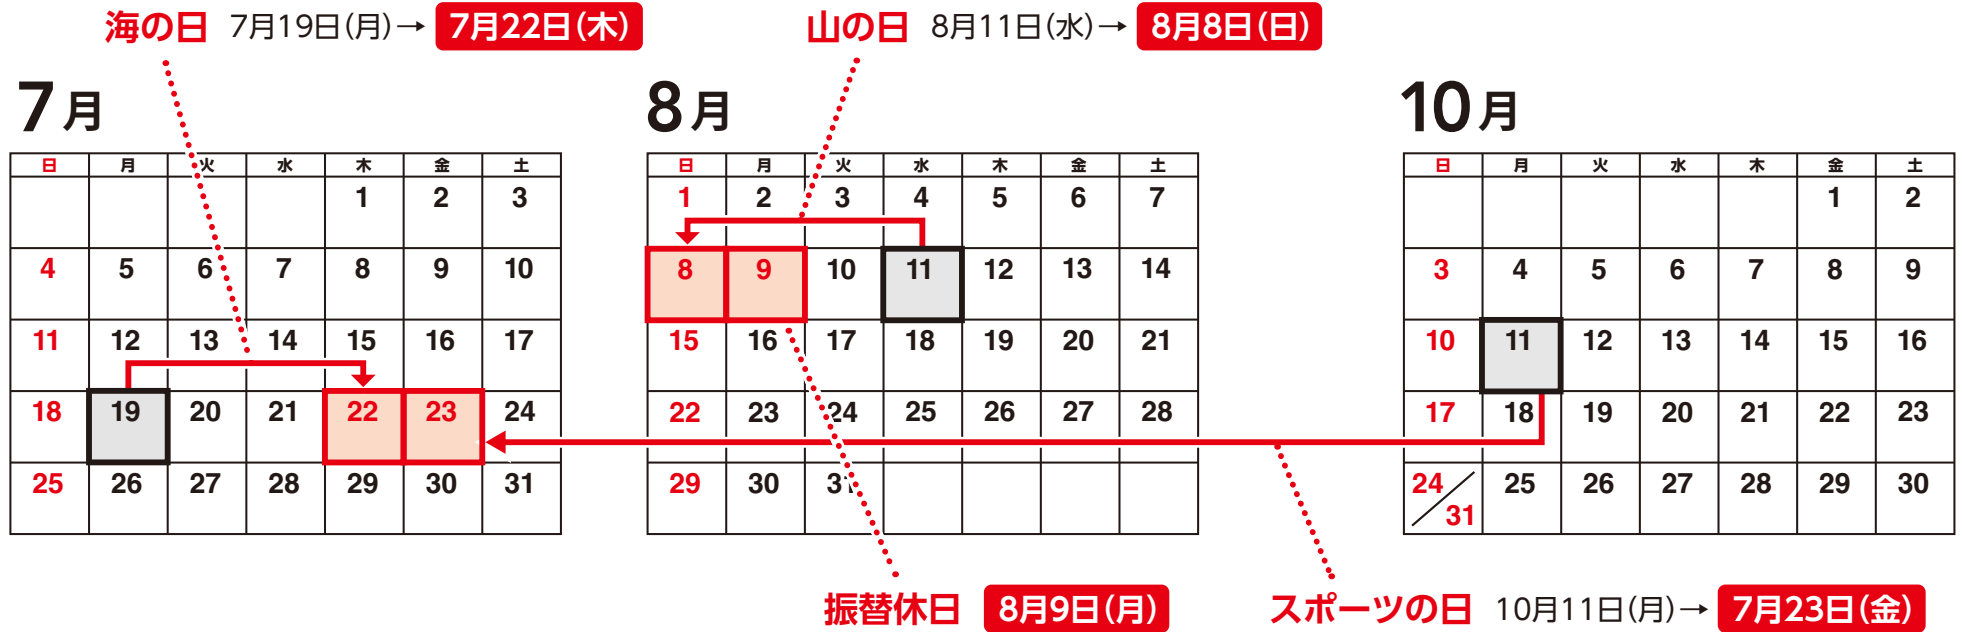 海の日 7月19日(月)→ 7月22日(木)
山の日 8月11日(水)→ 8月8日(日)
7月
日 月 火 水 木 金 土
1 2 3
4 5 6 7 8 9 10
11 12 13 14 15 16 17
18 19 20 21 22 23 24
25 26 27 28 29 30 31
8月
日 月 火 水 木 金 土
1 2 3 4 5 6 7
8 9 10 11 12 13 14
15 16 17 18 19 20 21
22 23 24 25 26 27 28
29 30 31
10月
日 月 火 水 木 金 土
1 2
3 4 5 6 7 8 9
10 11 12 13 14 15 16
17 18 19 20 21 22 23
24/31 25 26 27 28 29 30
振替休日 8月9日(月)
スポーツの日 10月11日(月)→ 7月23日(金)